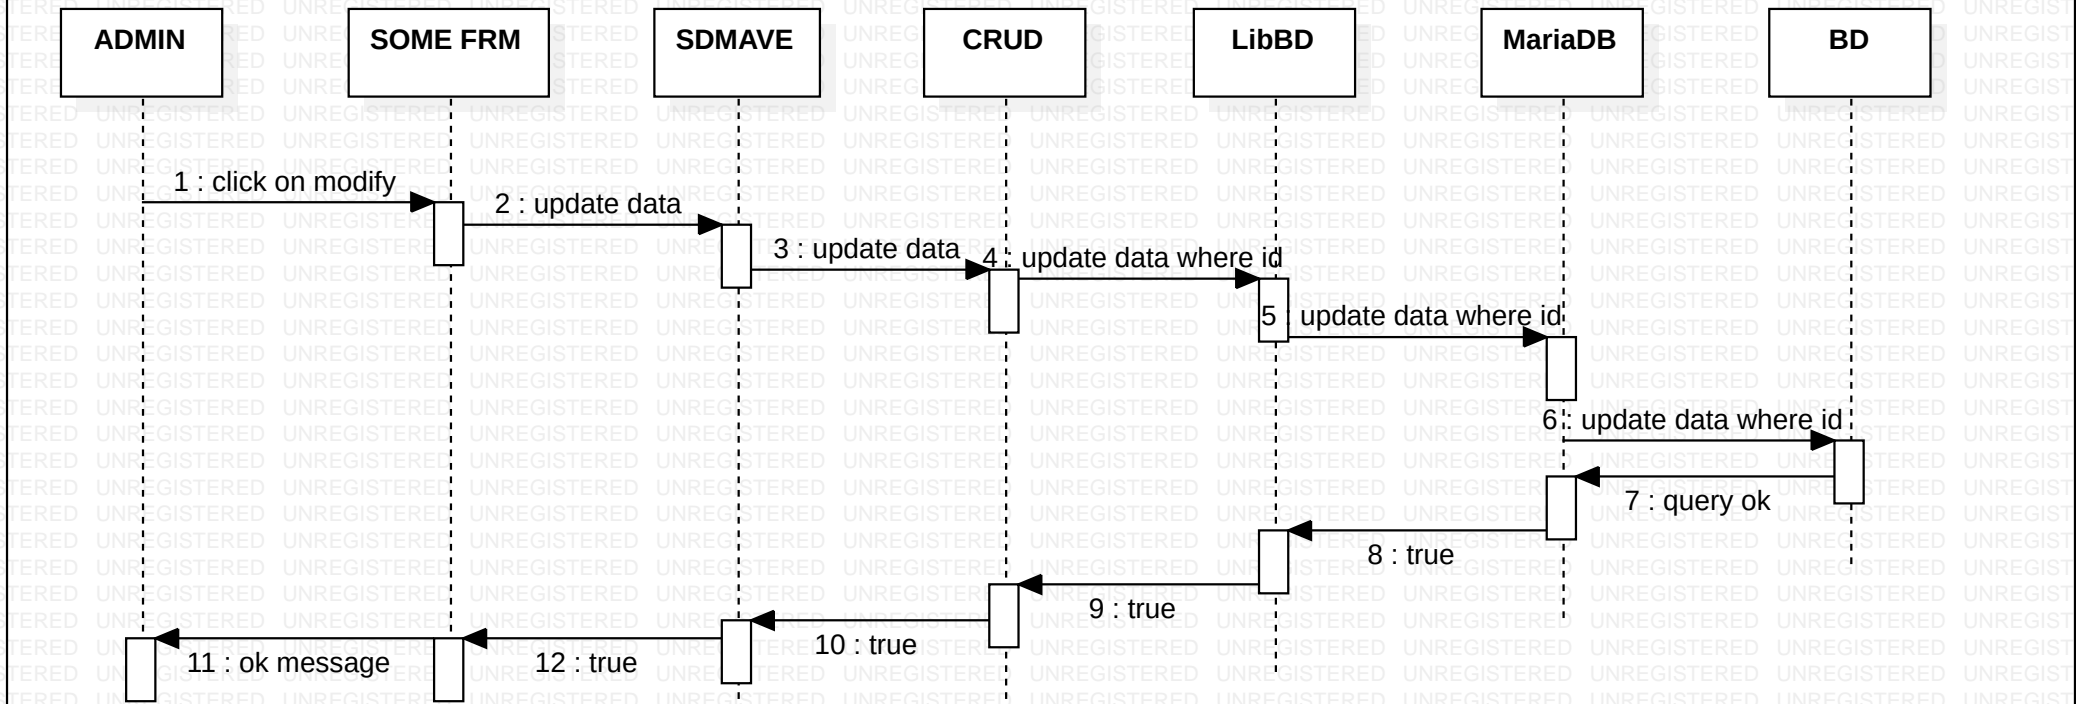 ADMIN
SOME FRM
SDMAVE
CRUD
LibBD
MariaDB
BD
1 : click on modify
2 : update data
3 : update data
4 : update data where id
5 : update data where id
6 : update data where id
7 : query ok
8 : true
9 : true
10 : true
11 : ok message
12 : true
UNREGISTERED